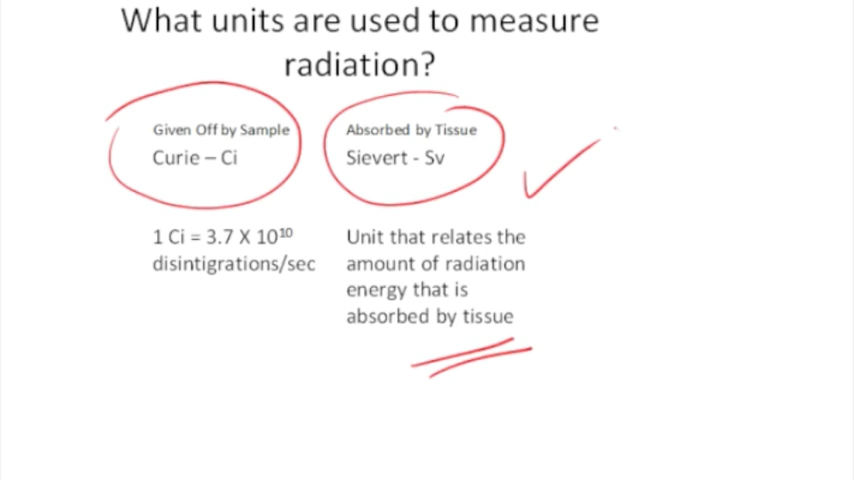 What units are used to measure
radiation?
Given Off by Sample
Curie – Ci
Absorbed by Tissue
Sievert - Sv
1 Ci = 3.7 X 10¹⁰
disintigrations/sec
Unit that relates the
amount of radiation
energy that is
absorbed by tissue